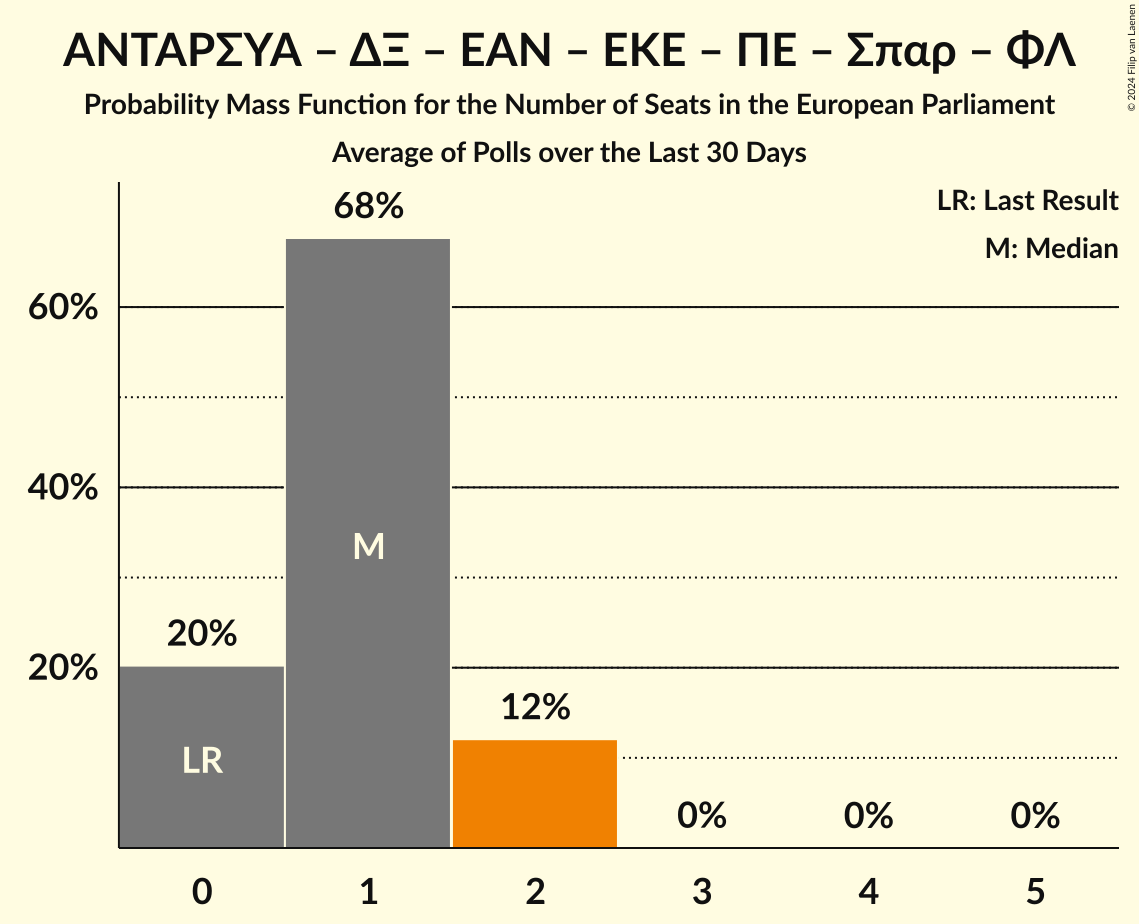 ΑΝΤΑΡΣΥΑ – ΔΞ – ΕΑΝ – ΕΚΕ – ΠΕ – Σπαρ – ΦΛ
Probability Mass Function for the Number of Seats in the European Parliament
Average of Polls over the Last 30 Days
© 2024 Filip van Laenen
LR: Last Result
M: Median
68%
60%
40%
M
20%
20%
12%
LR
0%
0%
0%
0
1
2
3
4
5